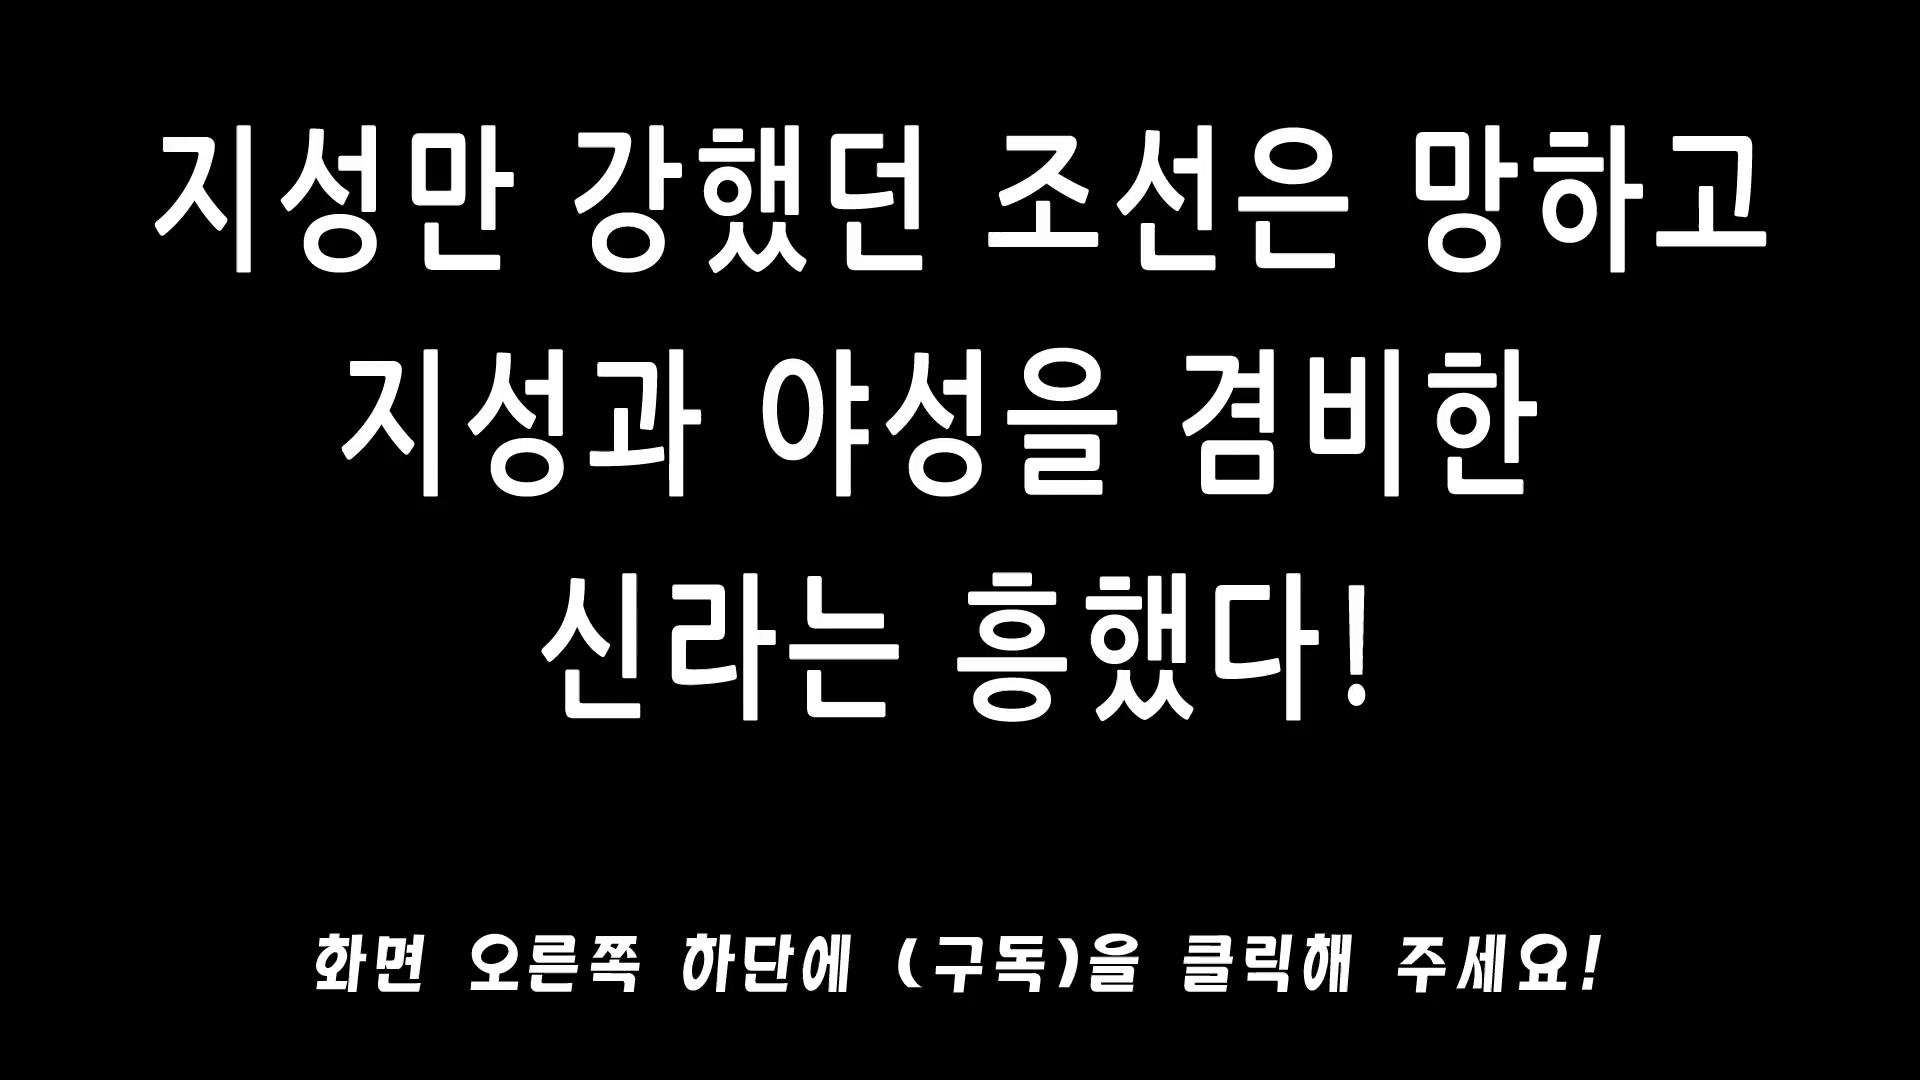 지성만 강했던 조선은 망하고
지성과 야성을 겸비한
신라는 흥했다!
화면 오른쪽 하단에 (구독)을 클릭해 주세요!